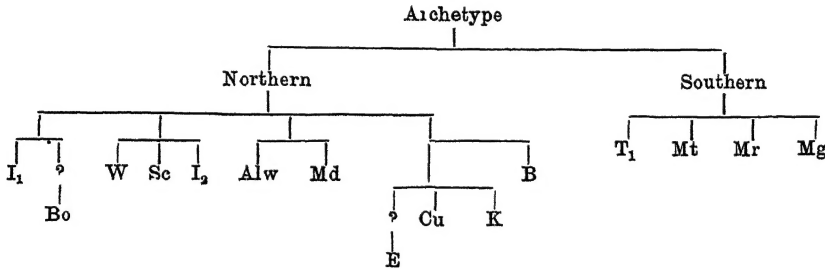 Archetype
Northern Southern
I₁ ? W Sc I₂ Alw Md B T₁ Mt Mr Mg
Bo ? Cu K
E